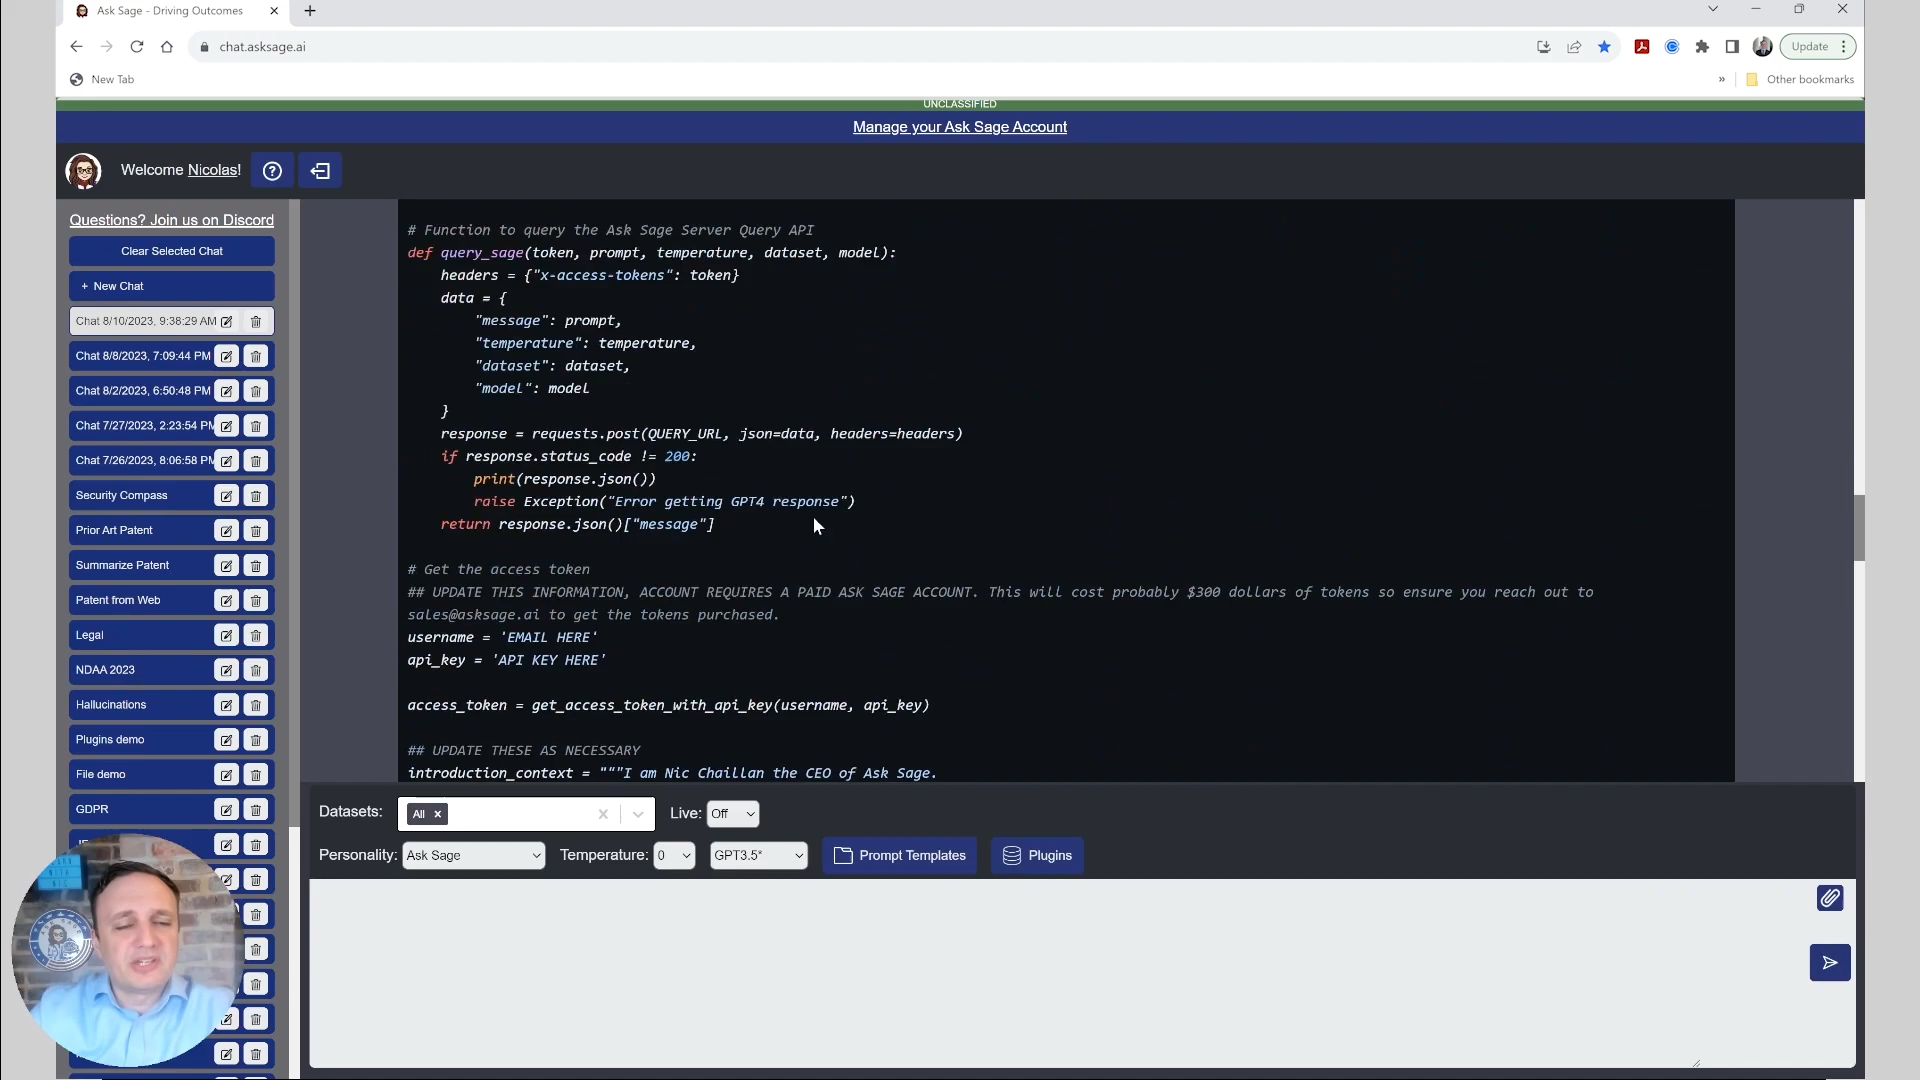 Ask Sage - Driving Outcomes
chat.asksage.ai
Update
New Tab
Other bookmarks
UNCLASSIFIED
Manage your Ask Sage Account
Welcome Nicolas!
Questions? Join us on Discord
Clear Selected Chat
+ New Chat
Chat 8/10/2023, 9:38:29 AM
Chat 8/8/2023, 7:09:44 PM
Chat 8/2/2023, 6:50:48 PM
Chat 7/27/2023, 2:23:54 PM
Chat 7/26/2023, 8:06:58 PM
Security Compass
Prior Art Patent
Summarize Patent
Patent from Web
Legal
NDAA 2023
Hallucinations
Plugins demo
File demo
GDPR
# Function to query the Ask Sage Server Query API
def query_sage(token, prompt, temperature, dataset, model):
headers = {"x-access-tokens": token}
data = {
"message": prompt,
"temperature": temperature,
"dataset": dataset,
"model": model
}
response = requests.post(QUERY_URL, json=data, headers=headers)
if response.status_code != 200:
print(response.json())
raise Exception("Error getting GPT4 response")
return response.json()["message"]
# Get the access token
## UPDATE THIS INFORMATION, ACCOUNT REQUIRES A PAID ASK SAGE ACCOUNT. This will cost probably $300 dollars of tokens so ensure you reach out to
sales@asksage.ai to get the tokens purchased.
username = 'EMAIL HERE'
api_key = 'API KEY HERE'
access_token = get_access_token_with_api_key(username, api_key)
## UPDATE THESE AS NECESSARY
introduction_context = """I am Nic Chaillan the CEO of Ask Sage.
Datasets: All Live: Off
Personality: Ask Sage Temperature: 0 GPT3.5* Prompt Templates Plugins